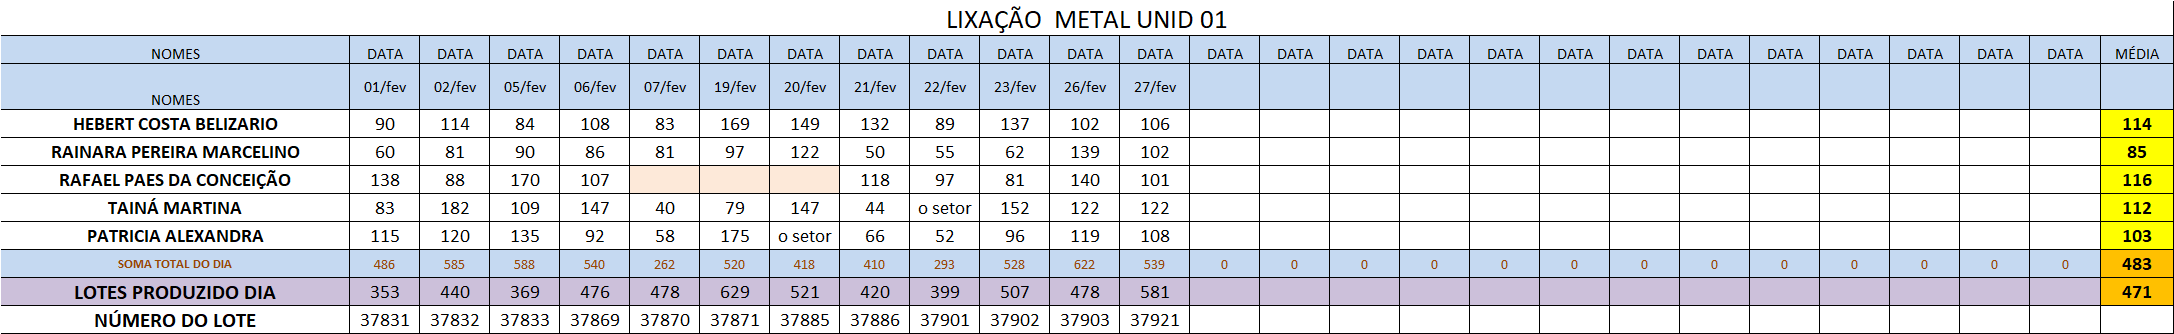 LIXAÇÃO METAL UNID 01
NOMES DATA DATA DATA DATA DATA DATA DATA DATA DATA DATA DATA DATA DATA DATA DATA DATA DATA DATA DATA DATA DATA DATA DATA DATA DATA MÉDIA
NOMES 01/fev 02/fev 05/fev 06/fev 07/fev 19/fev 20/fev 21/fev 22/fev 23/fev 26/fev 27/fev
HEBERT COSTA BELIZARIO 90 114 84 108 83 169 149 132 89 137 102 106 114
RAINARA PEREIRA MARCELINO 60 81 90 86 81 97 122 50 55 62 139 102 85
RAFAEL PAES DA CONCEIÇÃO 138 88 170 107 118 97 81 140 101 116
TAINÁ MARTINA 83 182 109 147 40 79 147 44 o setor 152 122 122 112
PATRICIA ALEXANDRA 115 120 135 92 58 175 o setor 66 52 96 119 108 103
SOMA TOTAL DO DIA 486 585 588 540 262 520 418 410 293 528 622 539 0 0 0 0 0 0 0 0 0 0 0 0 0 483
LOTES PRODUZIDO DIA 353 440 369 476 478 629 521 420 399 507 478 581 471
NÚMERO DO LOTE 37831 37832 37833 37869 37870 37871 37885 37886 37901 37902 37903 37921